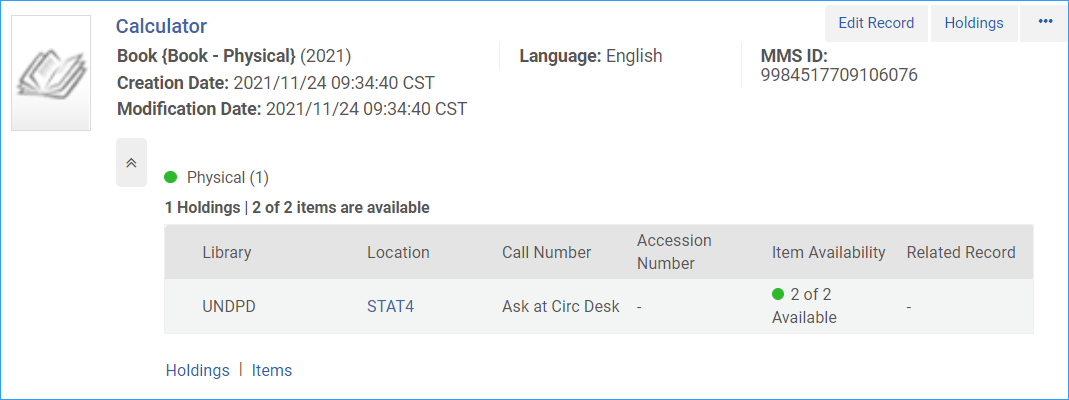 Calculator
Edit Record
Holdings
•••
Book {Book - Physical} (2021)
Language: English
MMS ID:
9984517709106076
Creation Date: 2021/11/24 09:34:40 CST
Modification Date: 2021/11/24 09:34:40 CST
Physical (1)
1 Holdings | 2 of 2 items are available
Library
Location
Call Number
Accession
Number
Item Availability
Related Record
UNDPD
STAT4
Ask at Circ Desk
-
2 of 2
Available
-
Holdings | Items